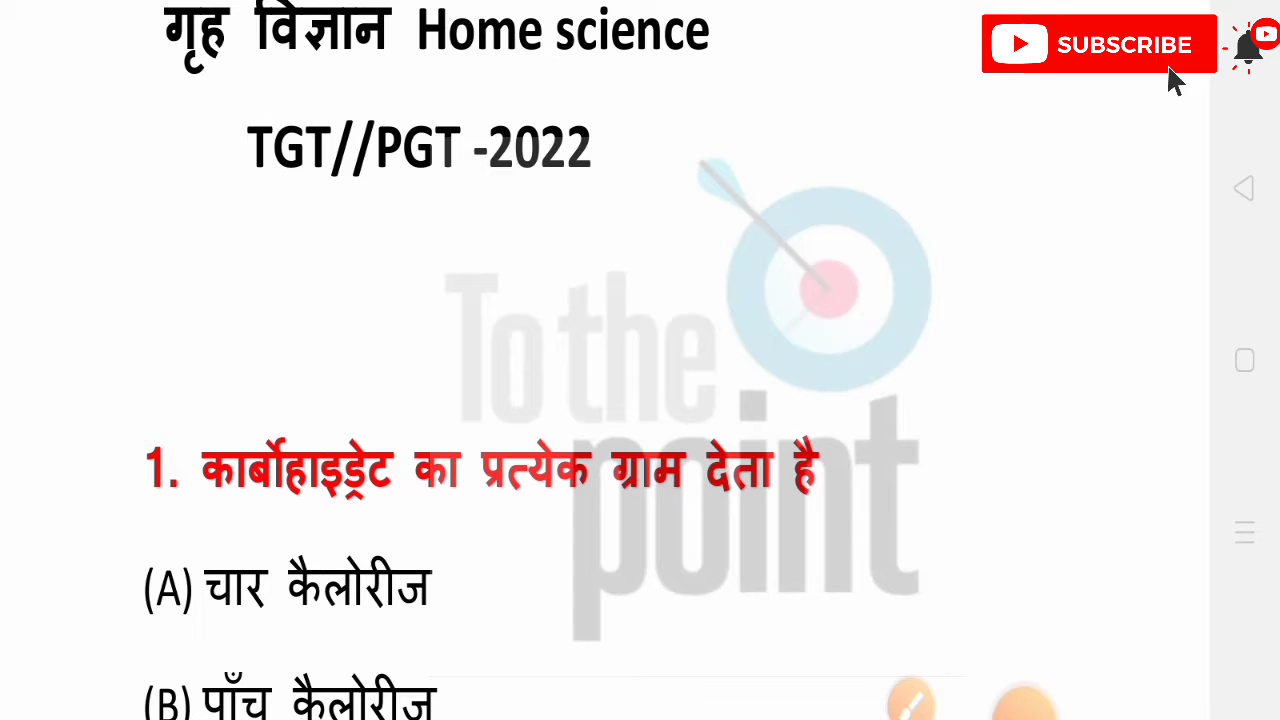 गृह विज्ञान Home science
SUBSCRIBE
TGT//PGT -2022
To the
point
1. कार्बोहाइड्रेट का प्रत्येक ग्राम देता है
(A) चार कैलोरीज
(B) पाँच कैलोरीज